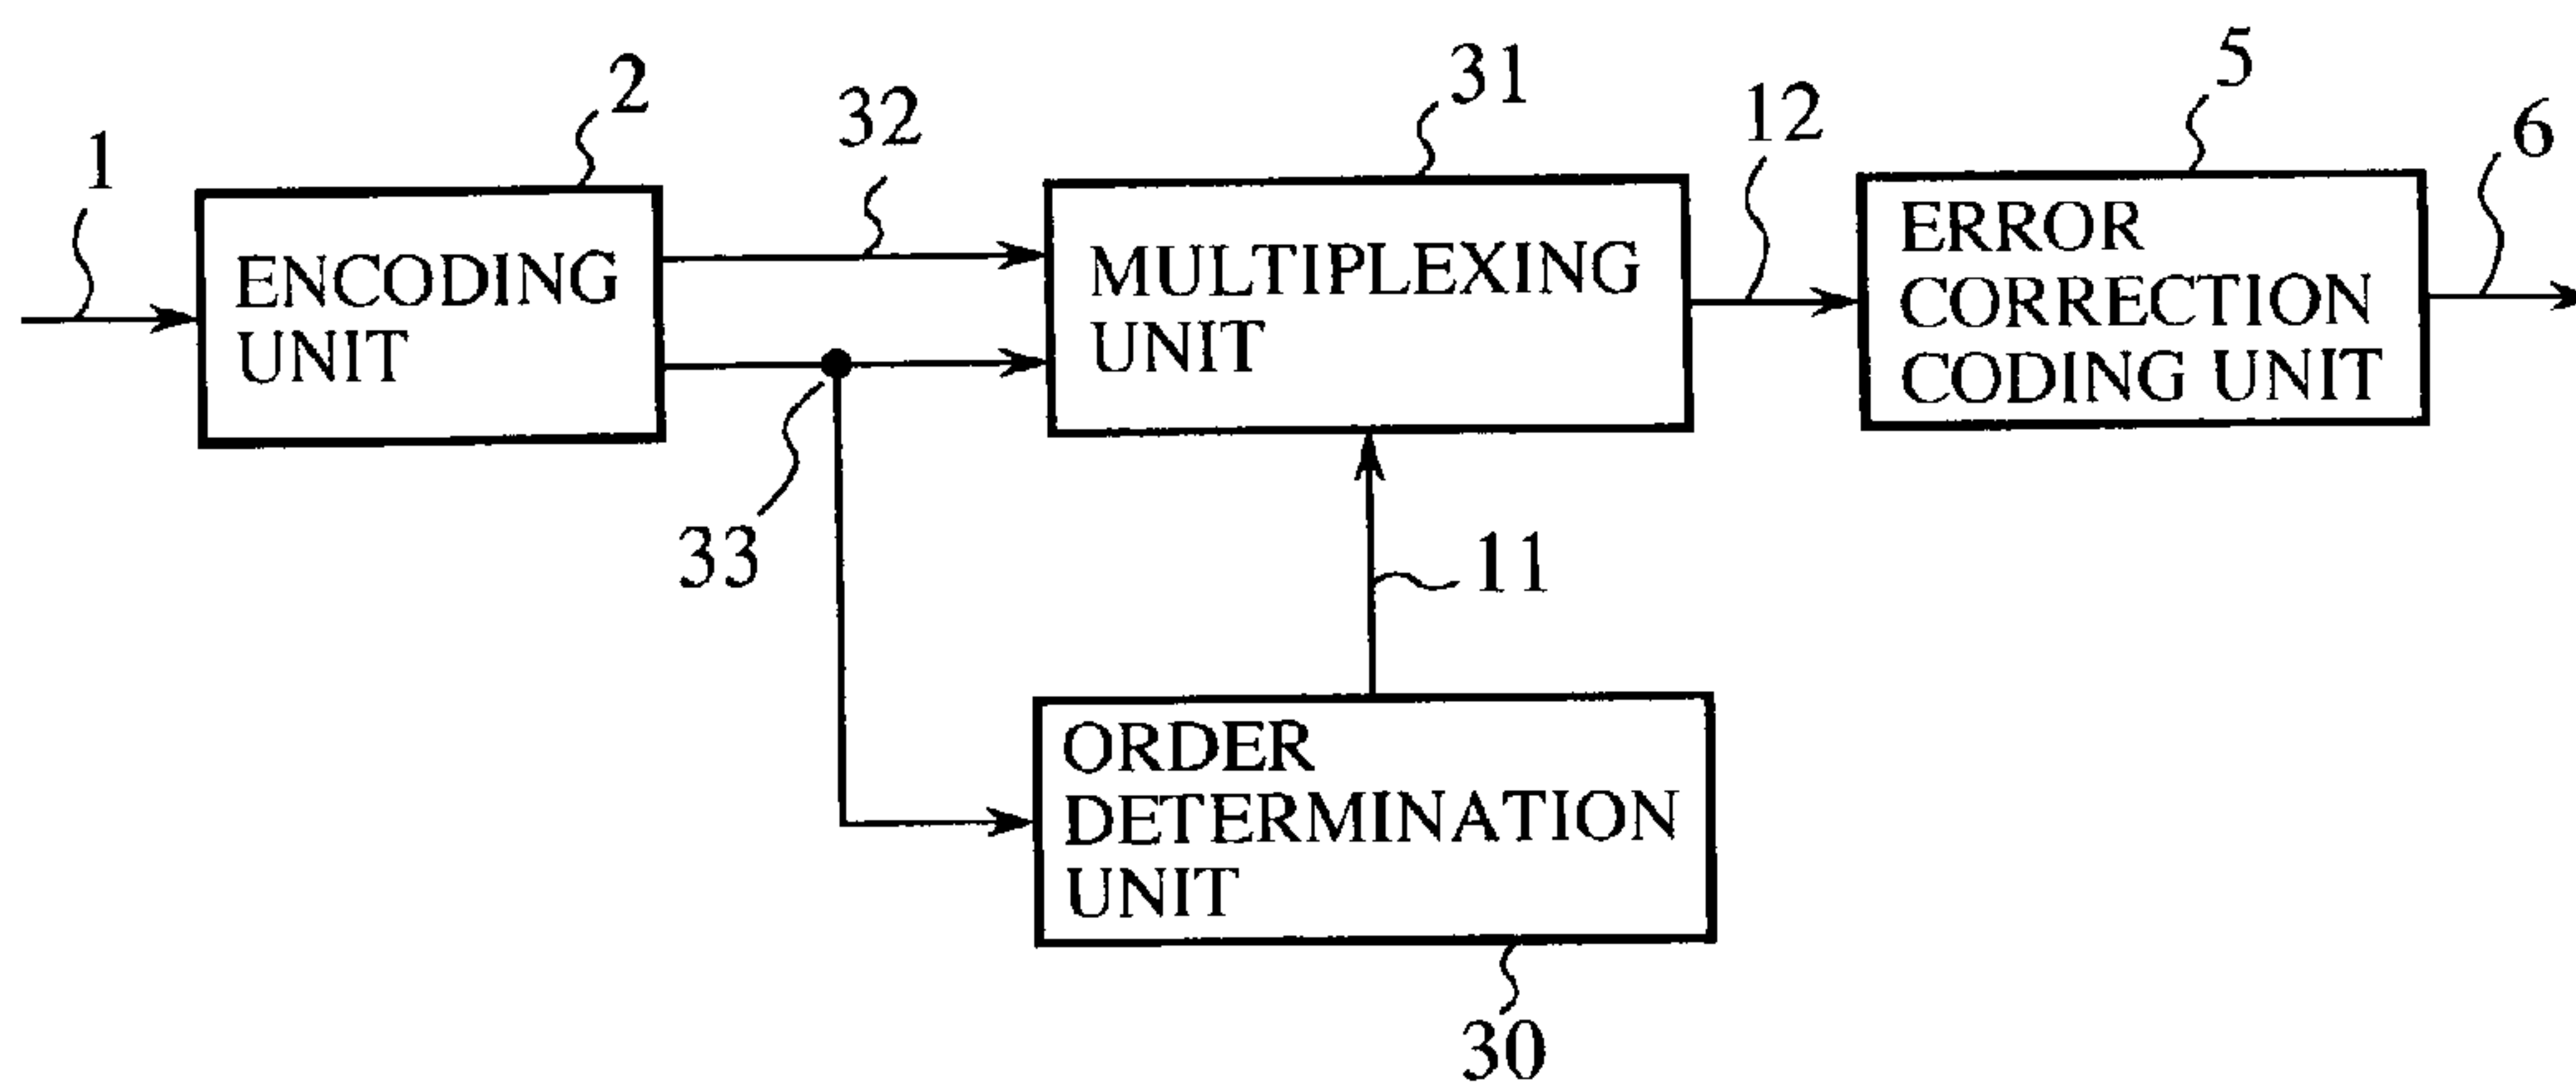 1
2
32
31
12
5
6
ENCODING
UNIT
MULTIPLEXING
UNIT
ERROR
CORRECTION
CODING UNIT
33
11
ORDER
DETERMINATION
UNIT
30